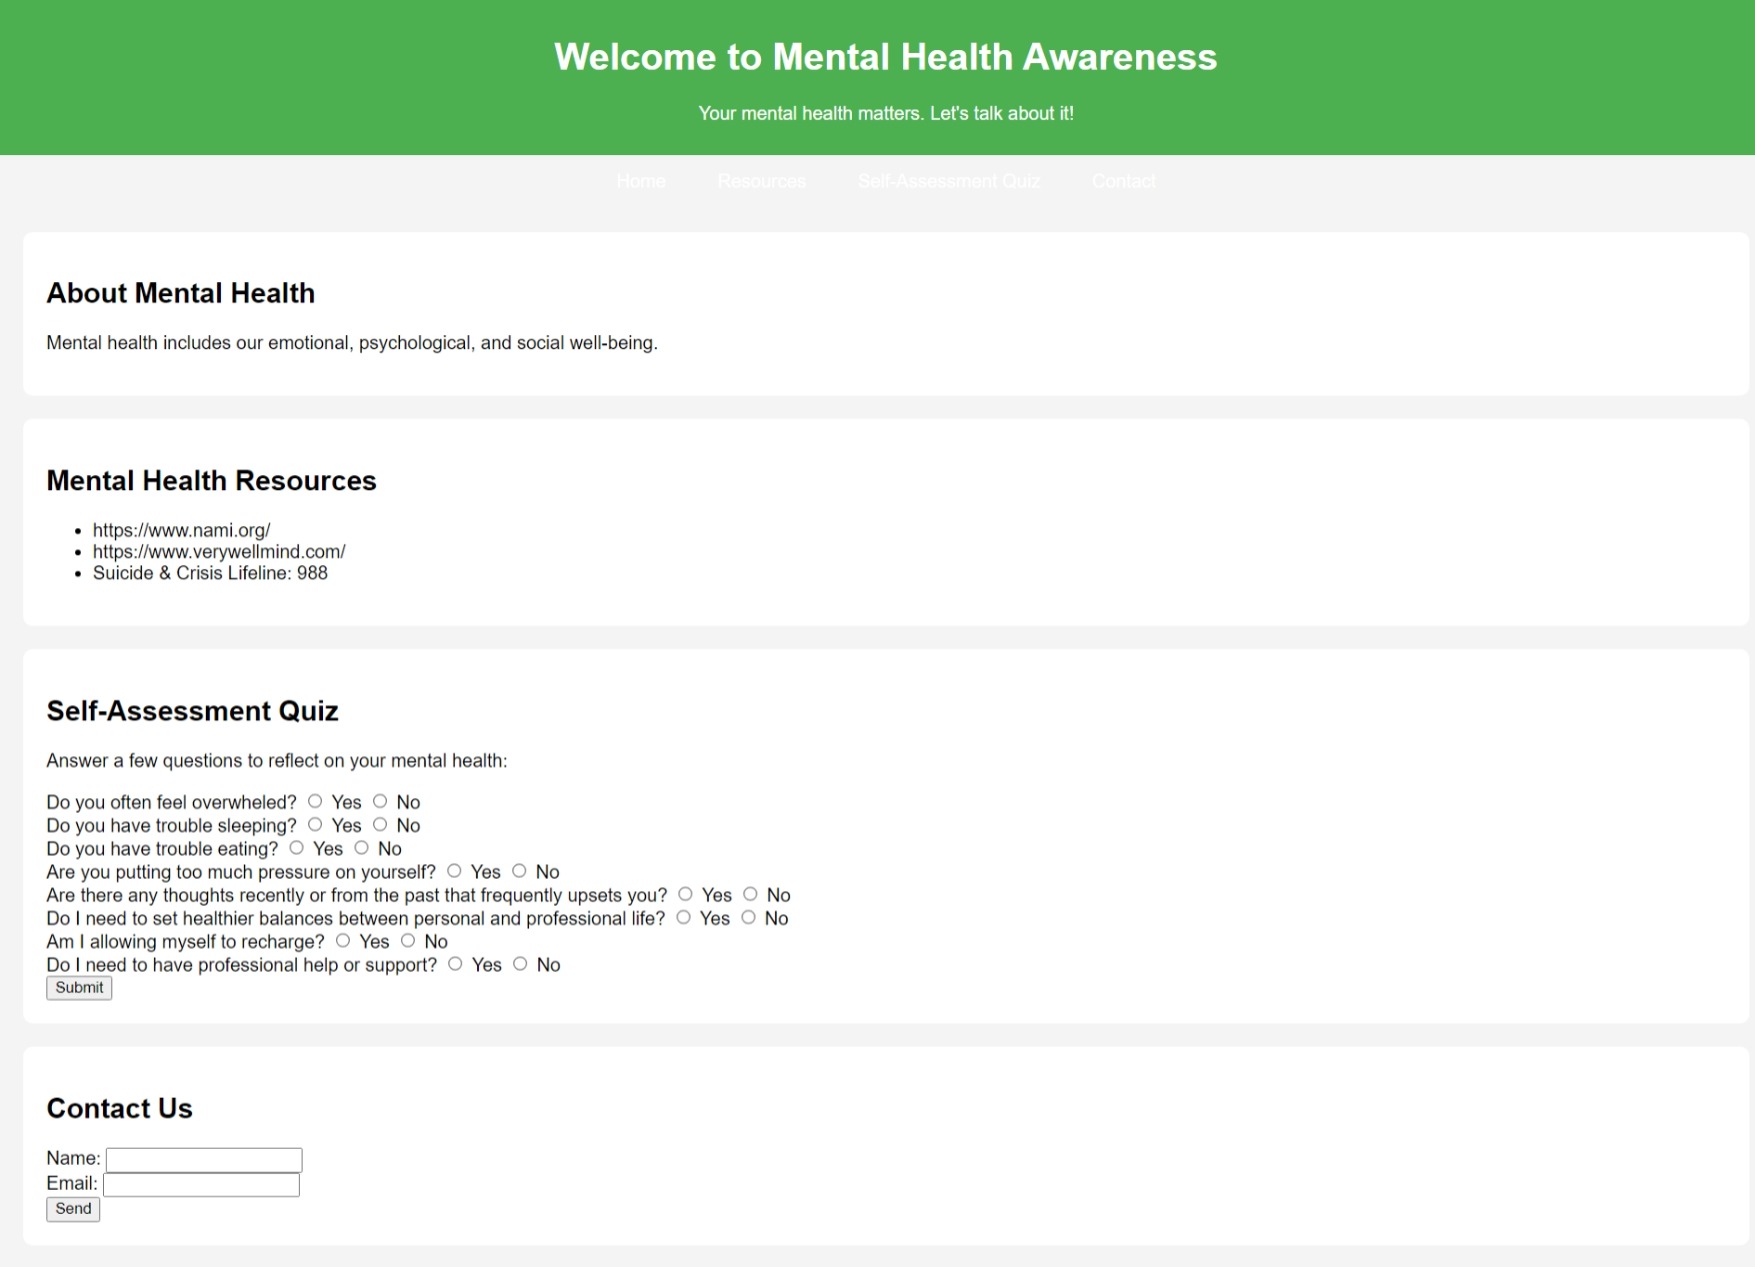 Welcome to Mental Health Awareness
Your mental health matters. Let's talk about it!
Home Resources Self-Assessment Quiz Contact
About Mental Health
Mental health includes our emotional, psychological, and social well-being.
Mental Health Resources
• https://www.nami.org/
• https://www.verywellmind.com/
• Suicide & Crisis Lifeline: 988
Self-Assessment Quiz
Answer a few questions to reflect on your mental health:
Do you often feel overwheled? Yes No
Do you have trouble sleeping? Yes No
Do you have trouble eating? Yes No
Are you putting too much pressure on yourself? Yes No
Are there any thoughts recently or from the past that frequently upsets you? Yes No
Do I need to set healthier balances between personal and professional life? Yes No
Am I allowing myself to recharge? Yes No
Do I need to have professional help or support? Yes No
Submit
Contact Us
Name:
Email:
Send